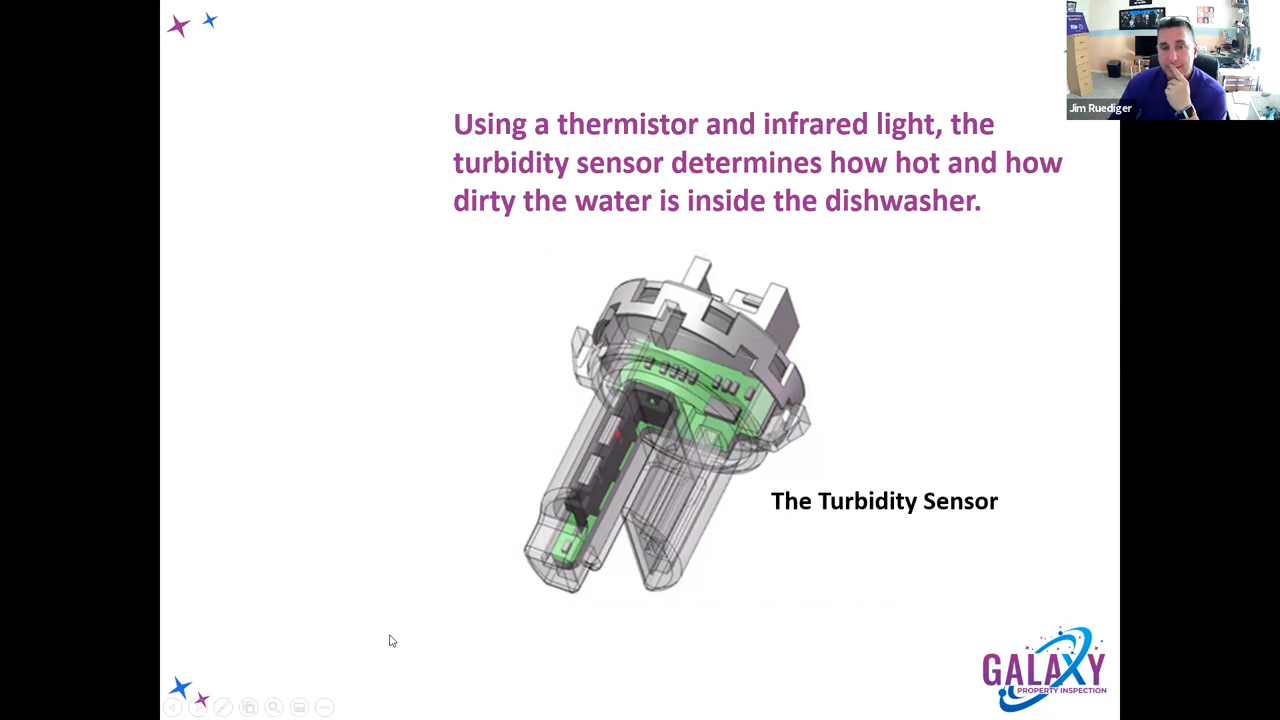 Jim Ruediger
Using a thermistor and infrared light, the
turbidity sensor determines how hot and how
dirty the water is inside the dishwasher.
The Turbidity Sensor
GALAXY
PROPERTY INSPECTION